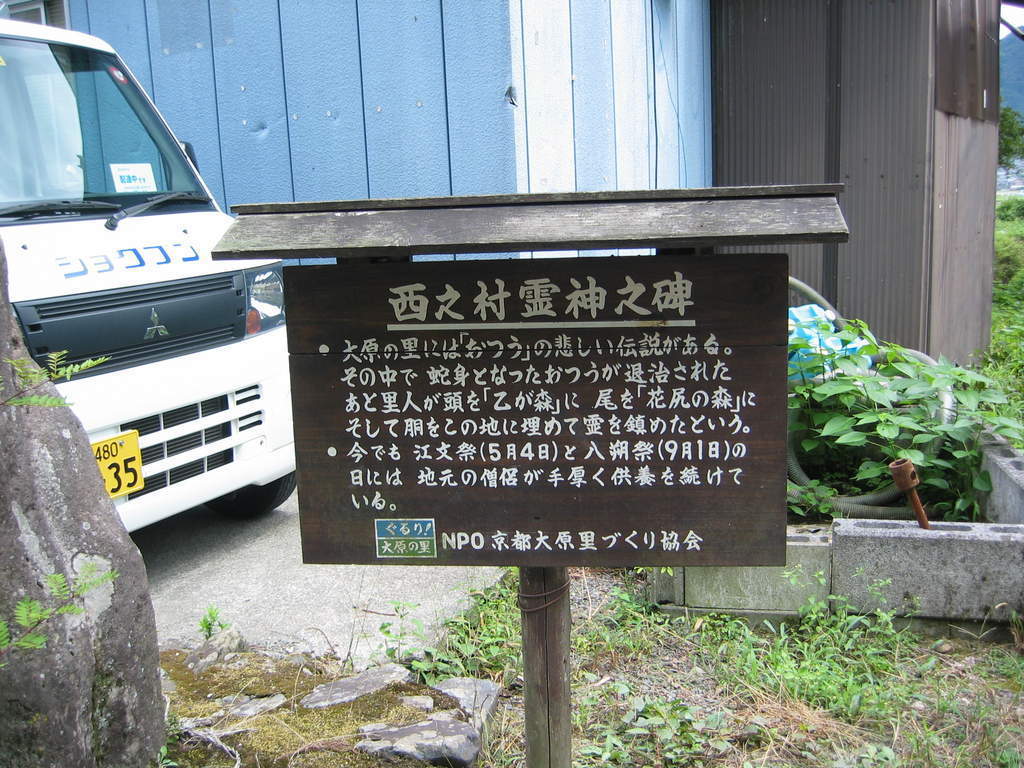 配達中です
ショクブン
480
35
西之村霊神之碑
• 大原の里には「おつう」の悲しい伝説がある。
その中で 蛇身となったおつうが退治された
あと里人が頭を「乙が森」に 尾を「花尻の森」に
そして胴をこの地に埋めて霊を鎮めたという。
• 今でも 江文祭(5月4日)と八朔祭(9月1日)の
日には 地元の僧侶が手厚く供養を続けて
いる。
ぐるり!
大原の里
NPO 京都大原里づくり協会